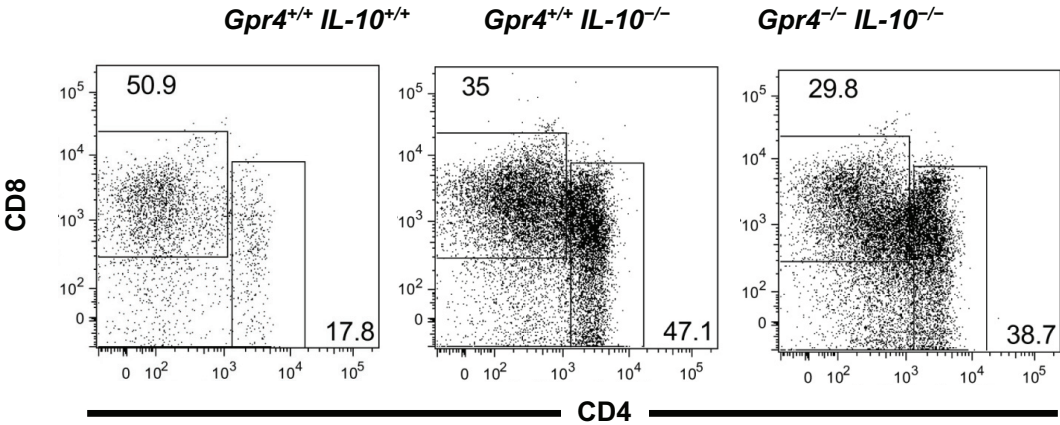 Gpr4+/+ IL-10+/+ Gpr4+/+ IL-10−/− Gpr4−/− IL-10−/−
50.9 35 29.8
10⁵ 10⁵ 10⁵
10⁴ 10⁴ 10⁴
CD8
10³ 10³ 10³
10² 10² 10²
0 0 0
17.8 47.1 38.7
0 10² 10³ 10⁴ 10⁵ 0 10² 10³ 10⁴ 10⁵ 0 10² 10³ 10⁴ 10⁵
CD4